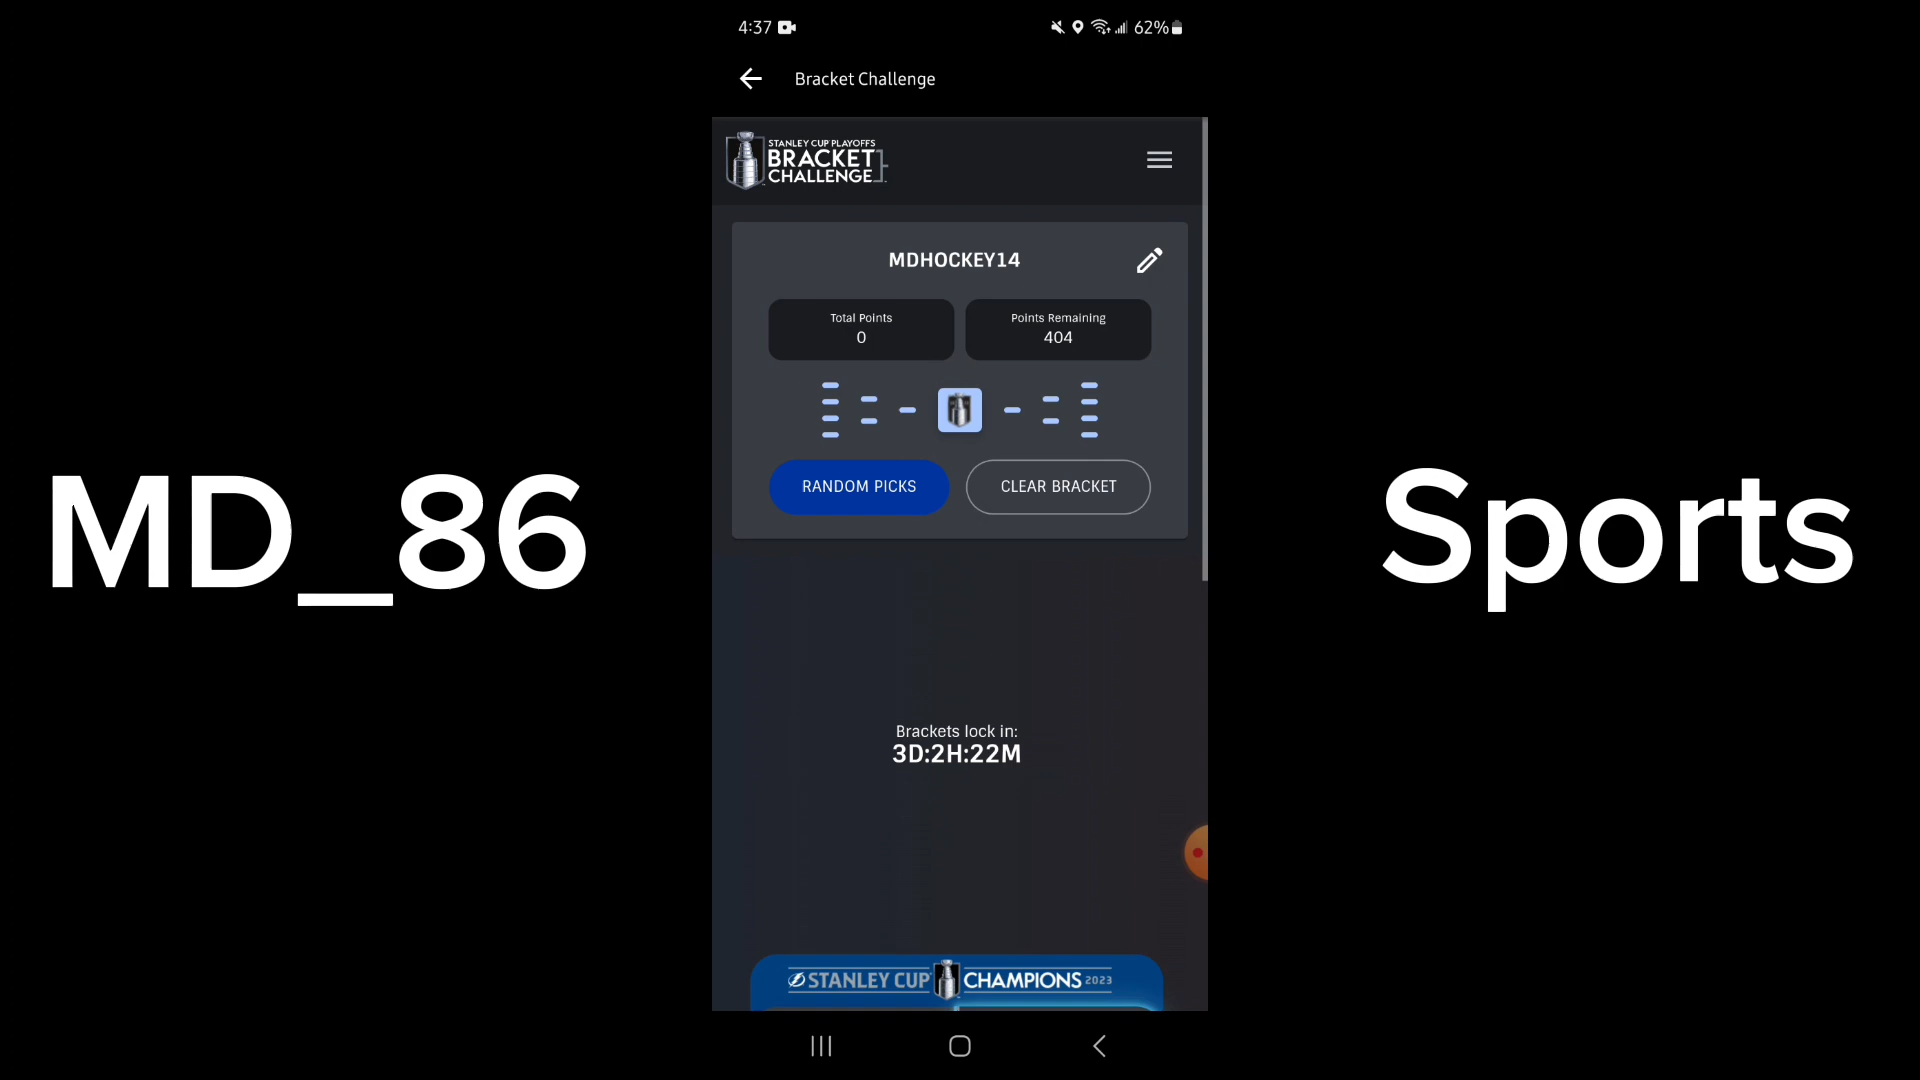 4:37
62%
Bracket Challenge
STANLEY CUP PLAYOFFS
BRACKET
CHALLENGE
MDHOCKEY14
Total Points
0
Points Remaining
404
RANDOM PICKS
CLEAR BRACKET
MD_86
Sports
Brackets lock in:
3D:2H:22M
STANLEY CUP CHAMPIONS 2023